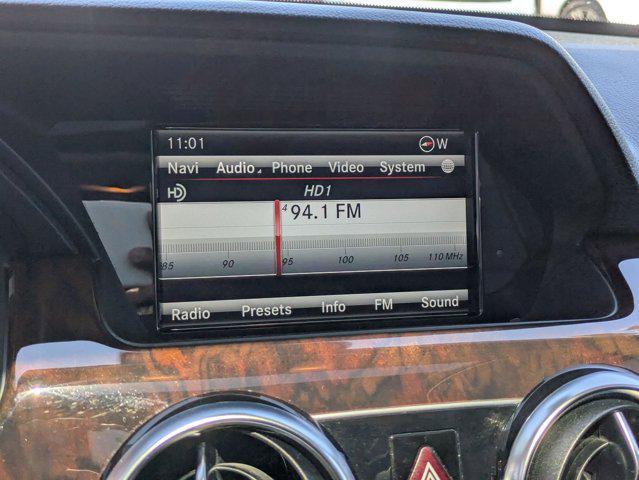 11:01 W
Navi Audio Phone Video System
HD HD1
4 94.1 FM
85 90 95 100 105 110 MHz
Radio Presets Info FM Sound